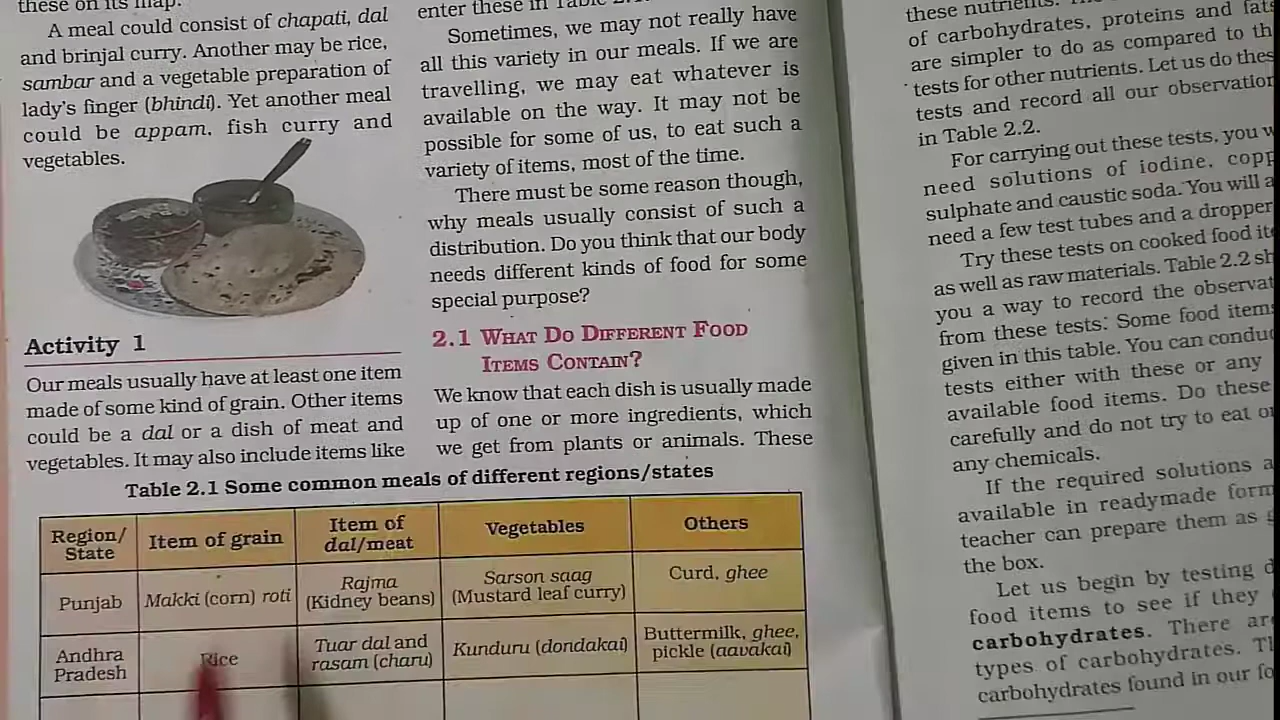 these on its map.
A meal could consist of chapati, dal
and brinjal curry. Another may be rice,
sambar and a vegetable preparation of
lady's finger (bhindi). Yet another meal
could be appam, fish curry and
vegetables.
Activity 1
Our meals usually have at least one item
made of some kind of grain. Other items
could be a dal or a dish of meat and
vegetables. It may also include items like
enter these in Table
Sometimes, we may not really have
all this variety in our meals. If we are
travelling, we may eat whatever is
available on the way. It may not be
possible for some of us, to eat such a
variety of items, most of the time.
There must be some reason though,
why meals usually consist of such a
distribution. Do you think that our body
needs different kinds of food for some
special purpose?
2.1 What Do Different Food
Items Contain?
We know that each dish is usually made
up of one or more ingredients, which
we get from plants or animals. These
Table 2.1 Some common meals of different regions/states
Region/ State | Item of grain | Item of dal/meat | Vegetables | Others
Punjab | Makki (corn) roti | Rajma (Kidney beans) | Sarson saag (Mustard leaf curry) | Curd, ghee
Andhra Pradesh | Rice | Tuar dal and rasam (charu) | Kunduru (dondakai) | Buttermilk, ghee, pickle (aavakai)
these nutrients.
of carbohydrates, proteins and fats
are simpler to do as compared to th
tests for other nutrients. Let us do thes
tests and record all our observation
in Table 2.2.
For carrying out these tests, you w
need solutions of iodine, copp
sulphate and caustic soda. You will a
need a few test tubes and a dropper
Try these tests on cooked food ite
as well as raw materials. Table 2.2 sh
you a way to record the observat
from these tests. Some food items
given in this table. You can conduc
tests either with these or any
available food items. Do these
carefully and do not try to eat or
any chemicals.
If the required solutions a
available in readymade form
teacher can prepare them as g
the box.
Let us begin by testing d
food items to see if they
carbohydrates. There are
types of carbohydrates. Th
carbohydrates found in our fo